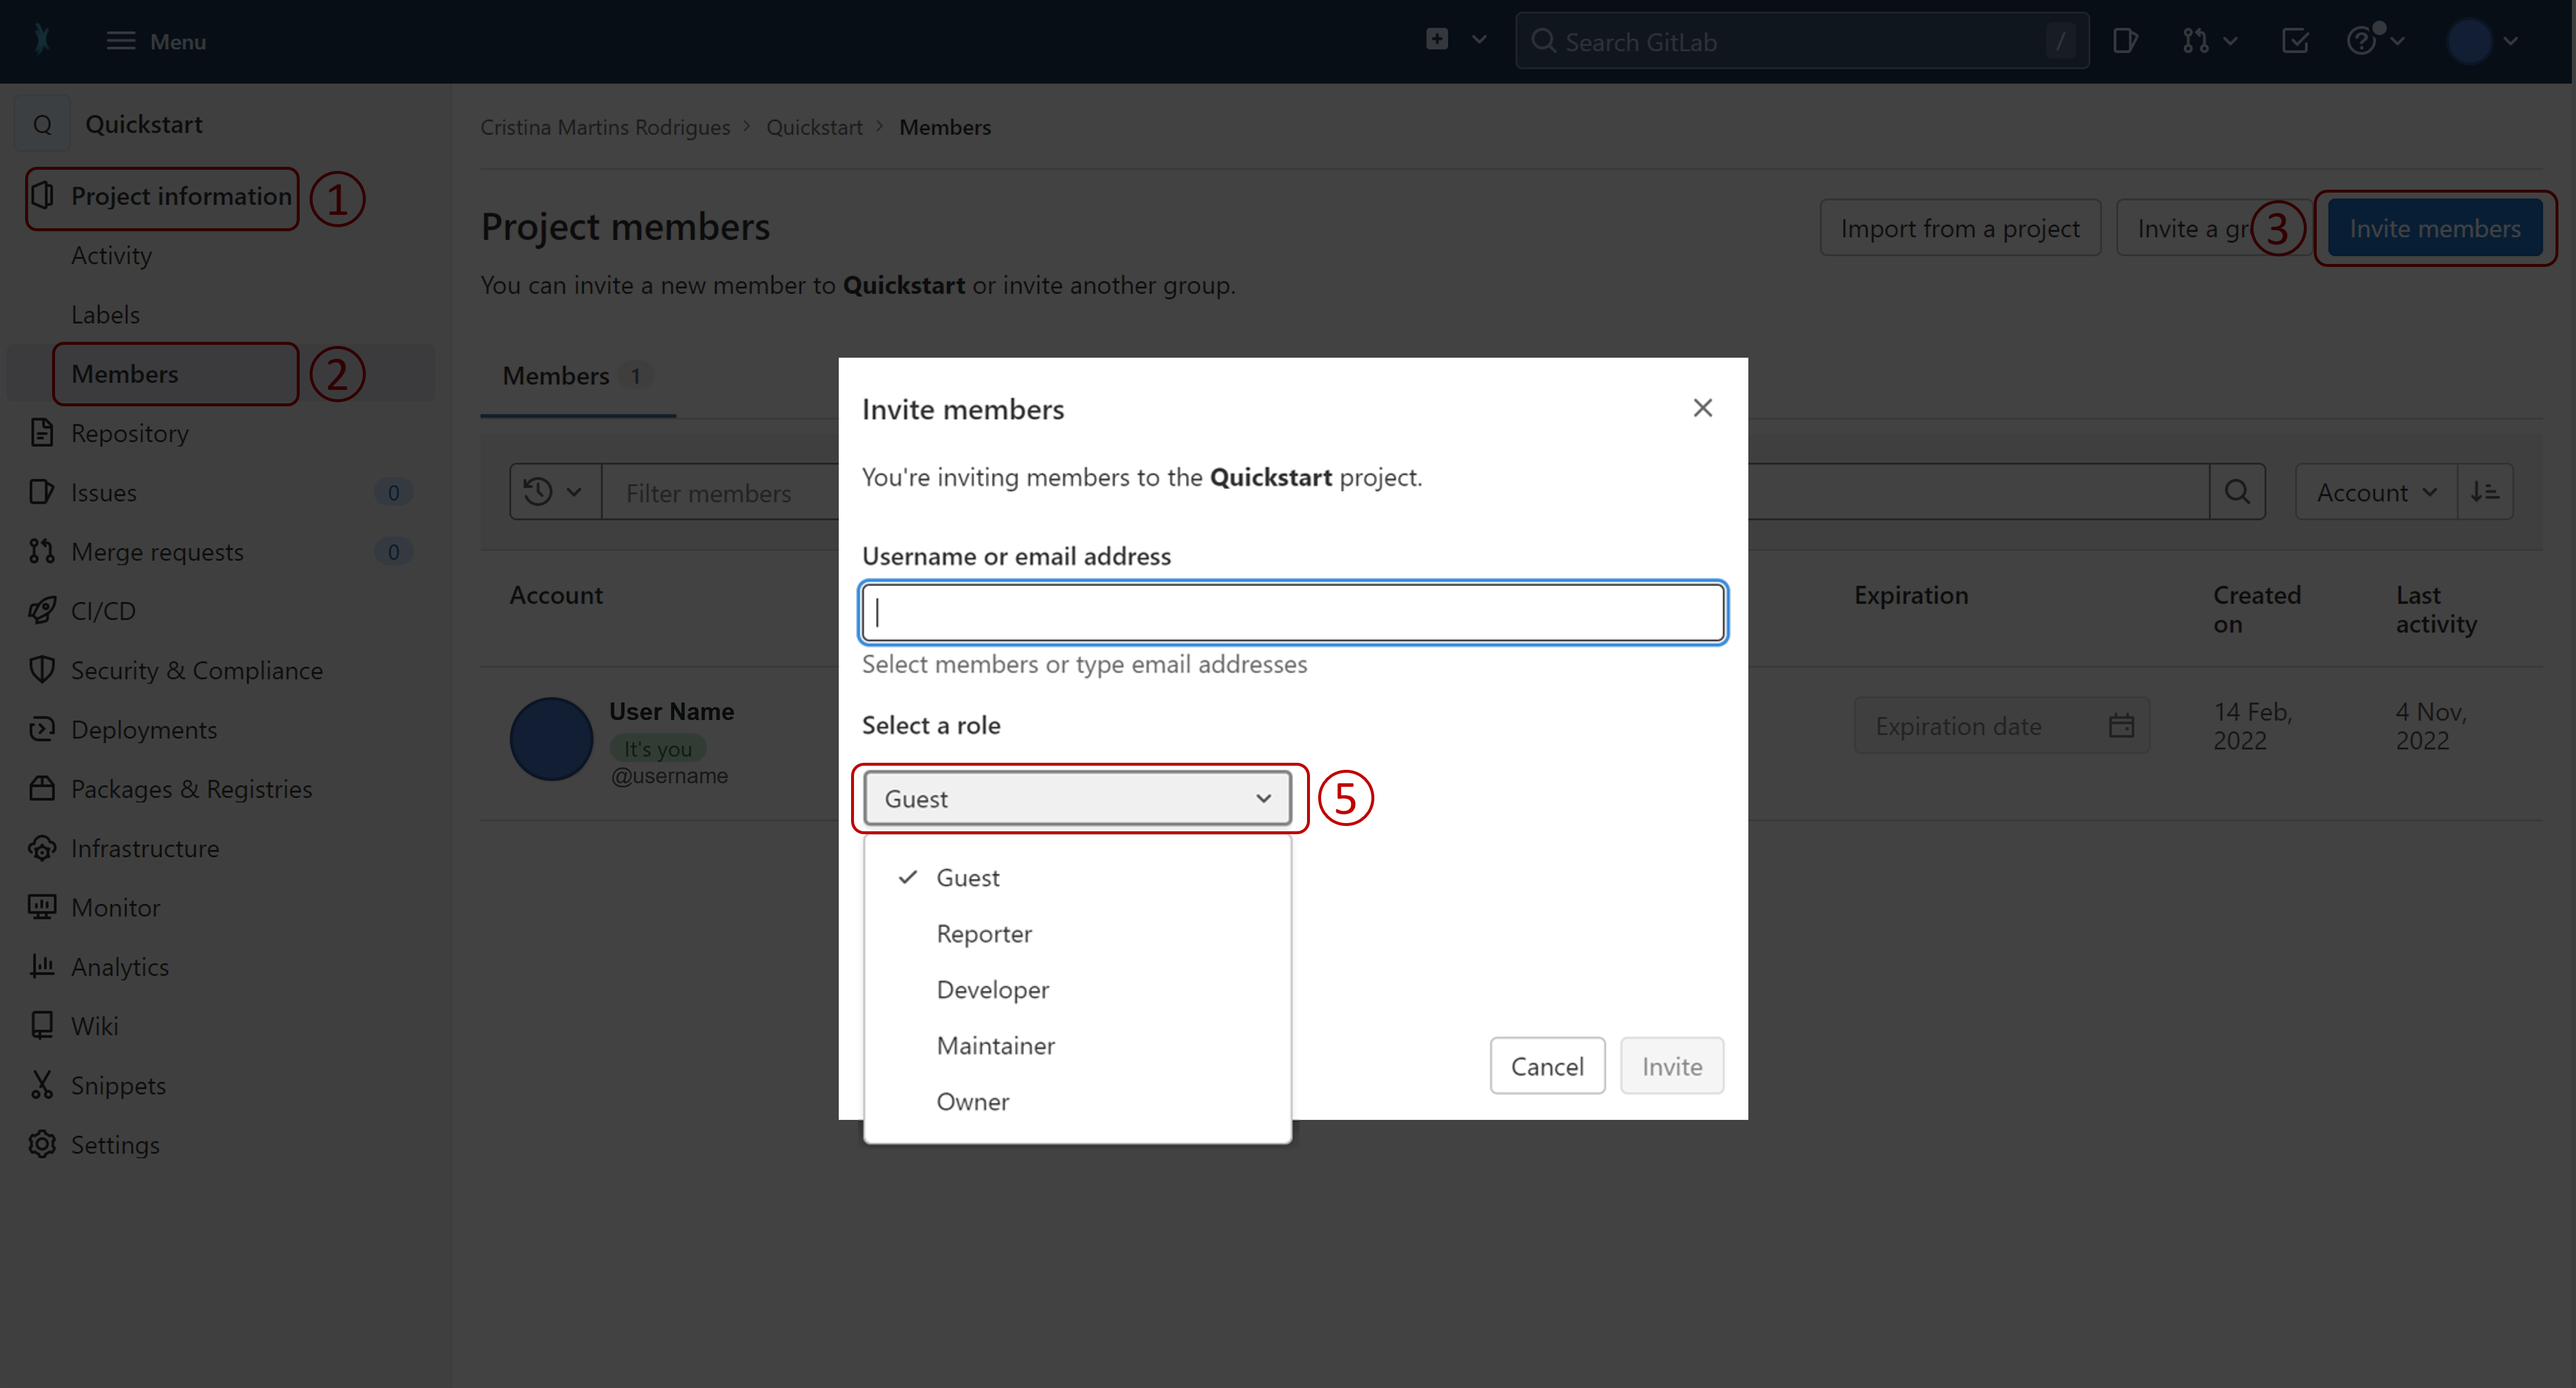 Menu
Search GitLab
/
Q Quickstart
Project information
①
Activity
Labels
Members
②
Repository
Issues 0
Merge requests 0
CI/CD
Security & Compliance
Deployments
Packages & Registries
Infrastructure
Monitor
Analytics
Wiki
Snippets
Settings
Cristina Martins Rodrigues > Quickstart > Members
Project members
Import from a project
Invite a gr
③
Invite members
You can invite a new member to Quickstart or invite another group.
Members 1
Filter members
Account
Account
Expiration
Created
on
Last
activity
User Name
It's you
@username
Expiration date
14 Feb,
2022
4 Nov,
2022
Invite members
You're inviting members to the Quickstart project.
Username or email address
Select members or type email addresses
Select a role
Guest
⑤
Guest
Reporter
Developer
Maintainer
Owner
Cancel
Invite